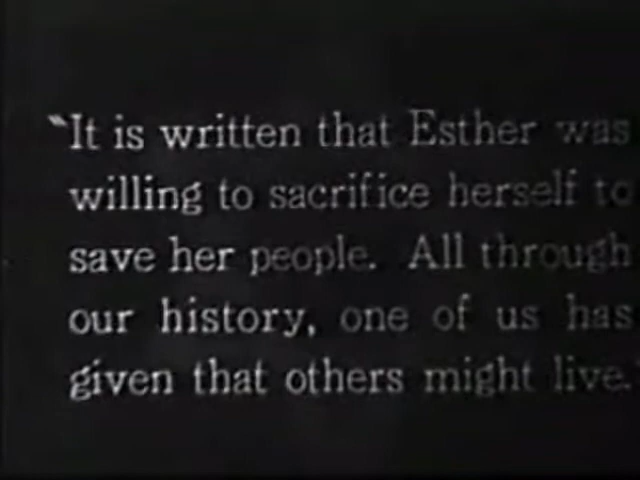 "It is written that Esther was
willing to sacrifice herself to
save her people. All through
our history, one of us has
given that others might live."